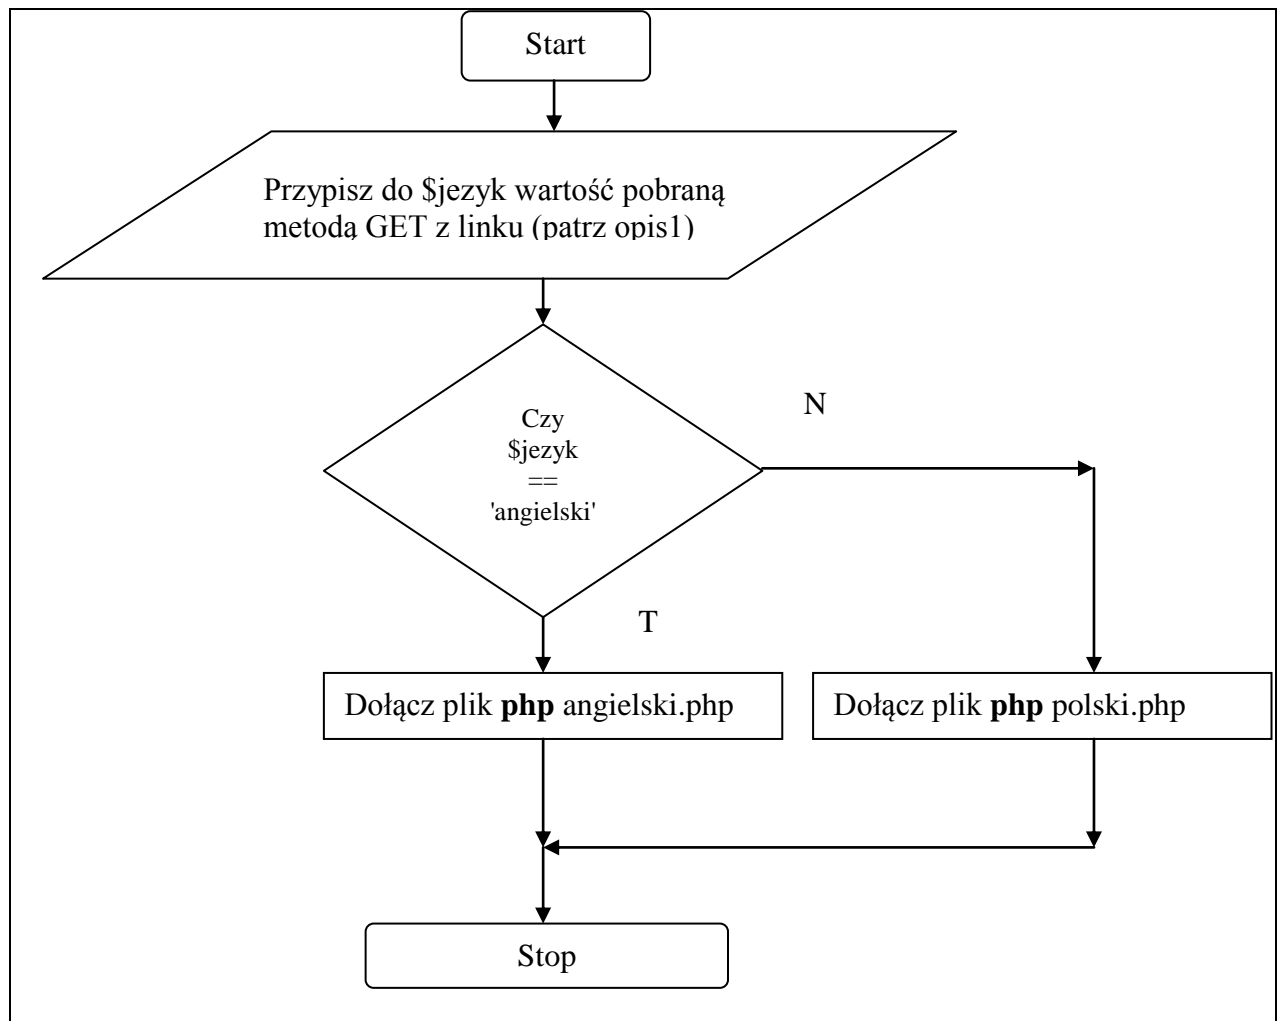 Start
Przypisz do $jezyk wartość pobraną
metodą GET z linku (patrz opis1)
Czy
$jezyk
==
'angielski'
N
T
Dołącz plik php angielski.php
Dołącz plik php polski.php
Stop